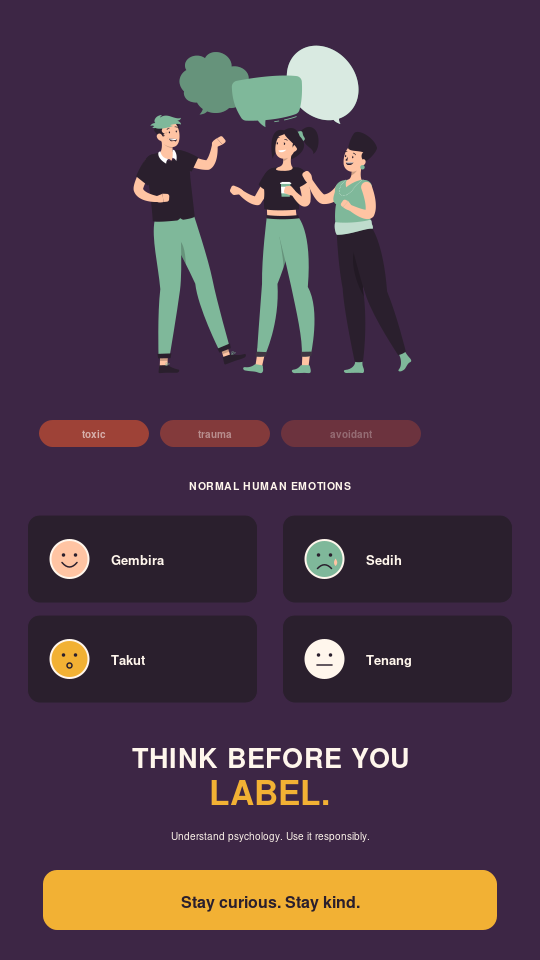 toxic trauma avoidant
NORMAL HUMAN EMOTIONS
Gembira Sedih
Takut Tenang
THINK BEFORE YOU
LABEL.
Understand psychology. Use it responsibly.
Stay curious. Stay kind.